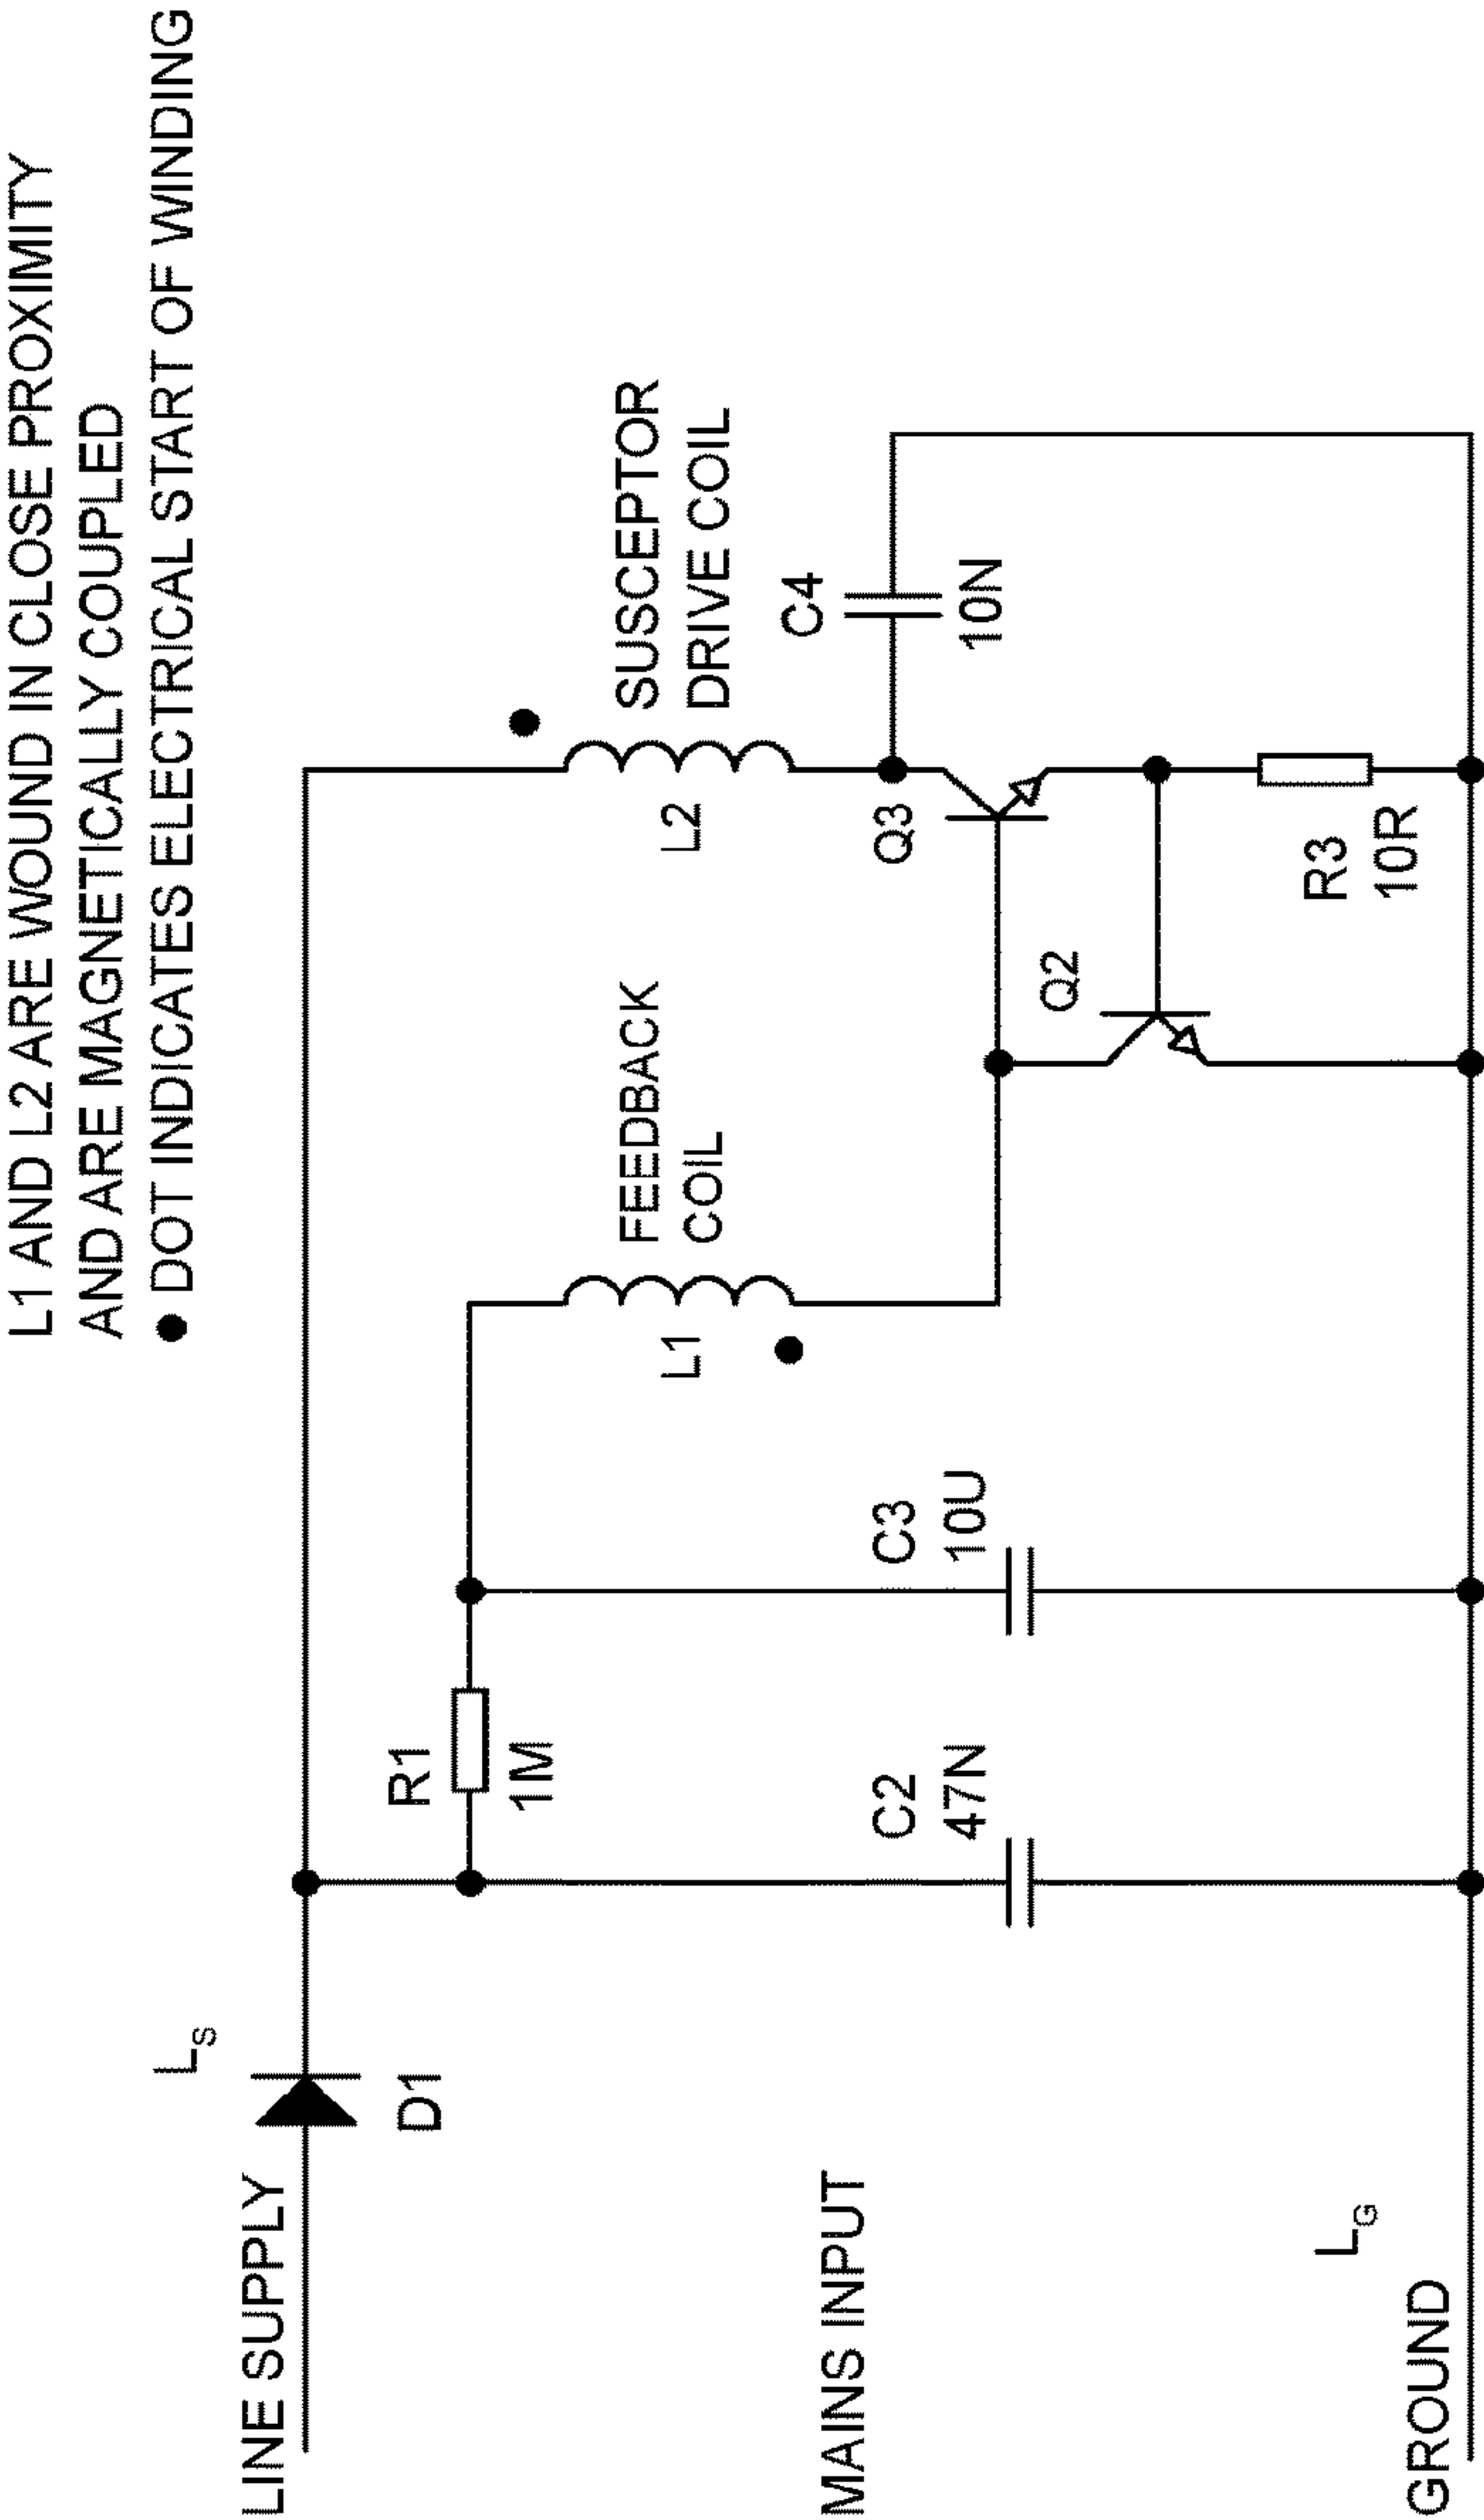 L1 AND L2 ARE WOUND IN CLOSE PROXIMITY
AND ARE MAGNETICALLY COUPLED
● DOT INDICATES ELECTRICAL START OF WINDING
LINE SUPPLY
LS
D1
R1
1M
C2
47N
C3
10U
L1
FEEDBACK
COIL
L2
SUSCEPTOR
DRIVE COIL
C4
10N
Q3
Q2
R3
10R
MAINS INPUT
LG
GROUND